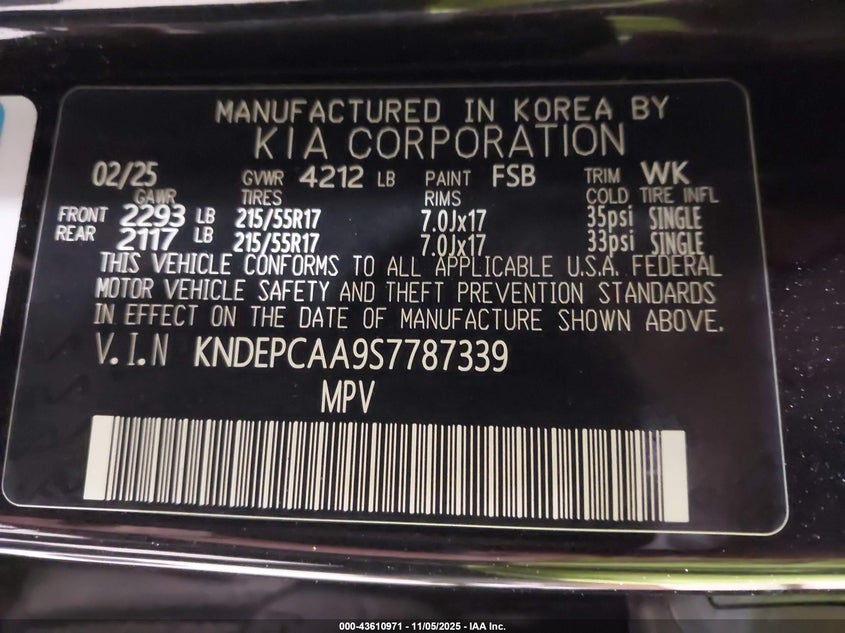 MANUFACTURED IN KOREA BY
KIA CORPORATION
02/25 GVWR 4212 LB PAINT FSB TRIM WK
GAWR TIRES RIMS COLD TIRE INFL
FRONT 2293 LB 215/55R17 7.0Jx17 35psi SINGLE
REAR 2117 LB 215/55R17 7.0Jx17 33psi SINGLE
THIS VEHICLE CONFORMS TO ALL APPLICABLE U.S.A. FEDERAL
MOTOR VEHICLE SAFETY AND THEFT PREVENTION STANDARDS
IN EFFECT ON THE DATE OF MANUFACTURE SHOWN ABOVE.
V.I.N KNDEPCAA9S7787339
MPV
000-43610971 - 11/05/2025 - IAA Inc.